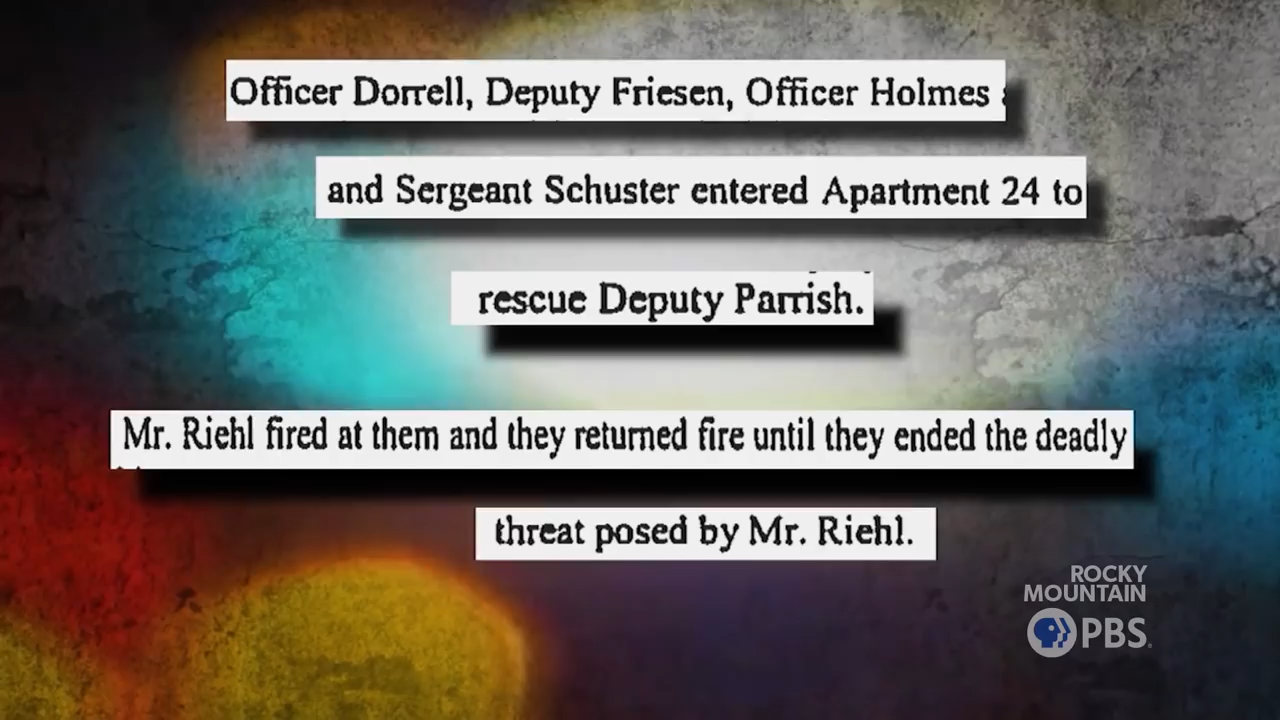 Officer Dorrell, Deputy Friesen, Officer Holmes
and Sergeant Schuster entered Apartment 24 to
rescue Deputy Parrish.
Mr. Riehl fired at them and they returned fire until they ended the deadly
threat posed by Mr. Riehl.
ROCKY
MOUNTAIN
PBS.